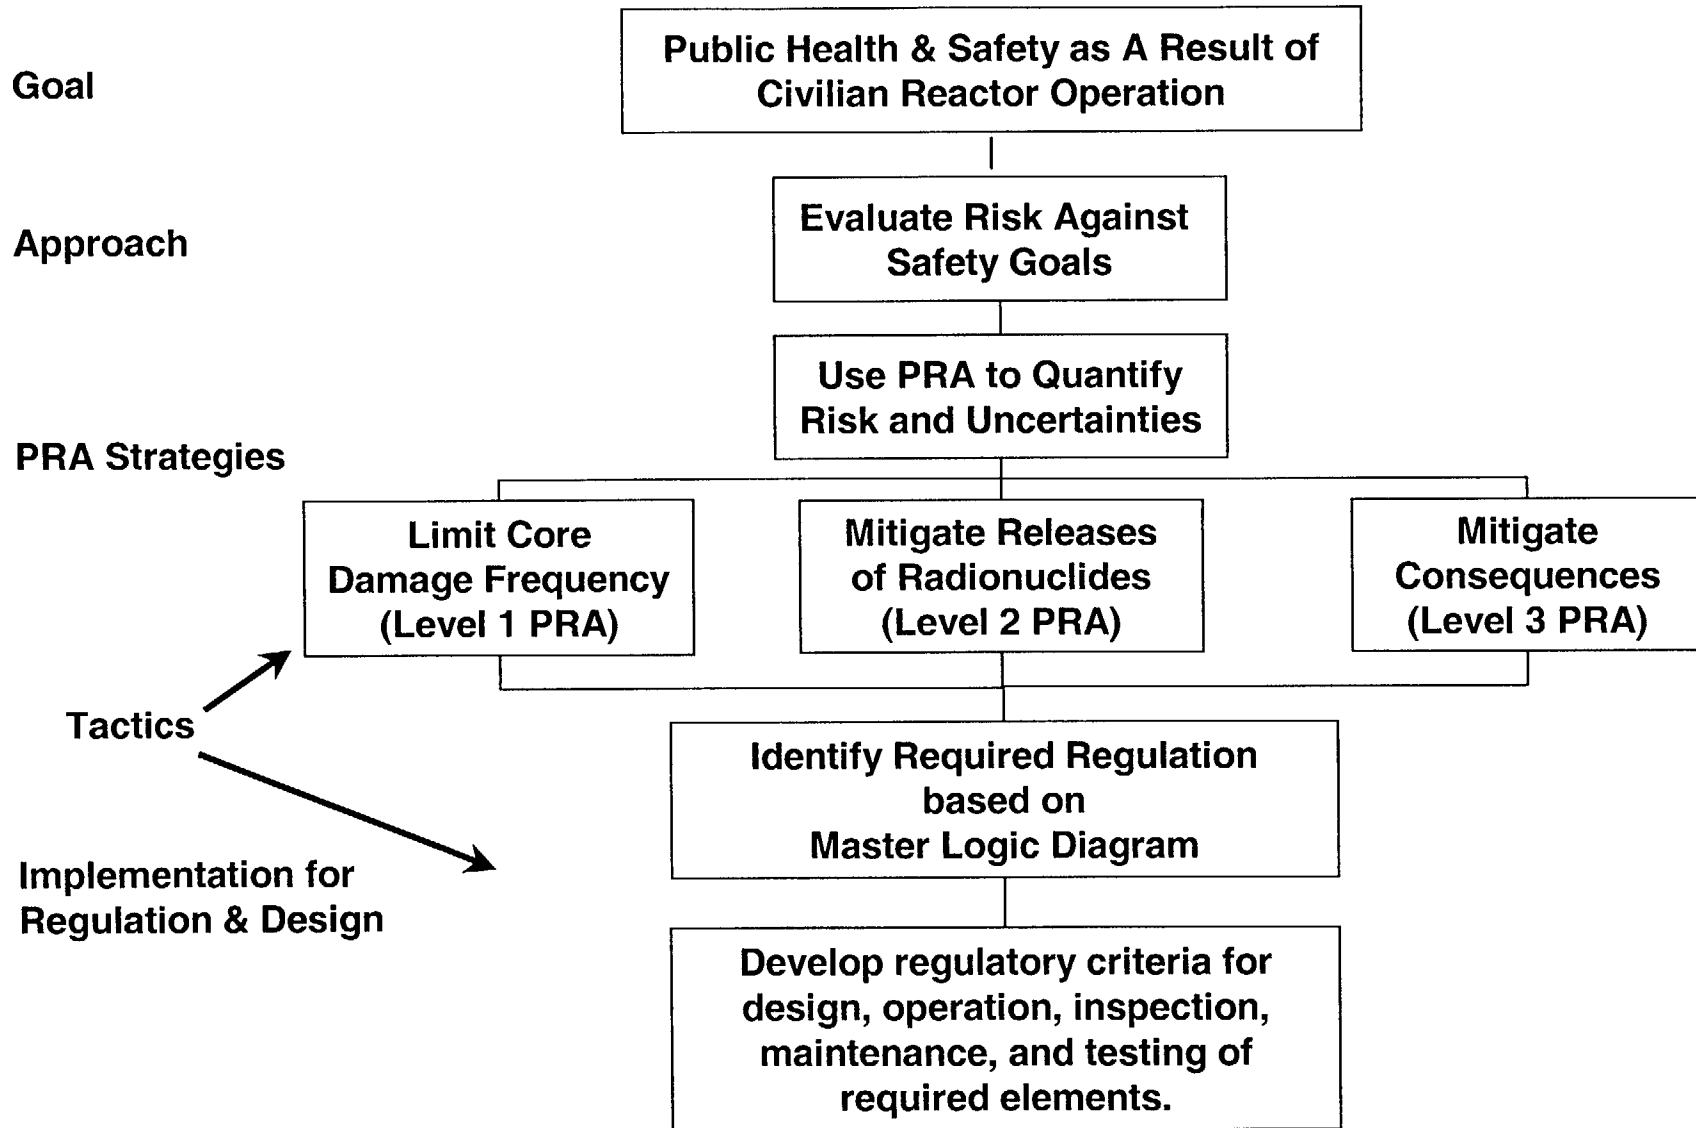 Goal
Public Health & Safety as A Result of
Civilian Reactor Operation
Approach
Evaluate Risk Against
Safety Goals
Use PRA to Quantify
Risk and Uncertainties
PRA Strategies
Limit Core
Damage Frequency
(Level 1 PRA)
Mitigate Releases
of Radionuclides
(Level 2 PRA)
Mitigate
Consequences
(Level 3 PRA)
Tactics
Identify Required Regulation
based on
Master Logic Diagram
Implementation for
Regulation & Design
Develop regulatory criteria for
design, operation, inspection,
maintenance, and testing of
required elements.